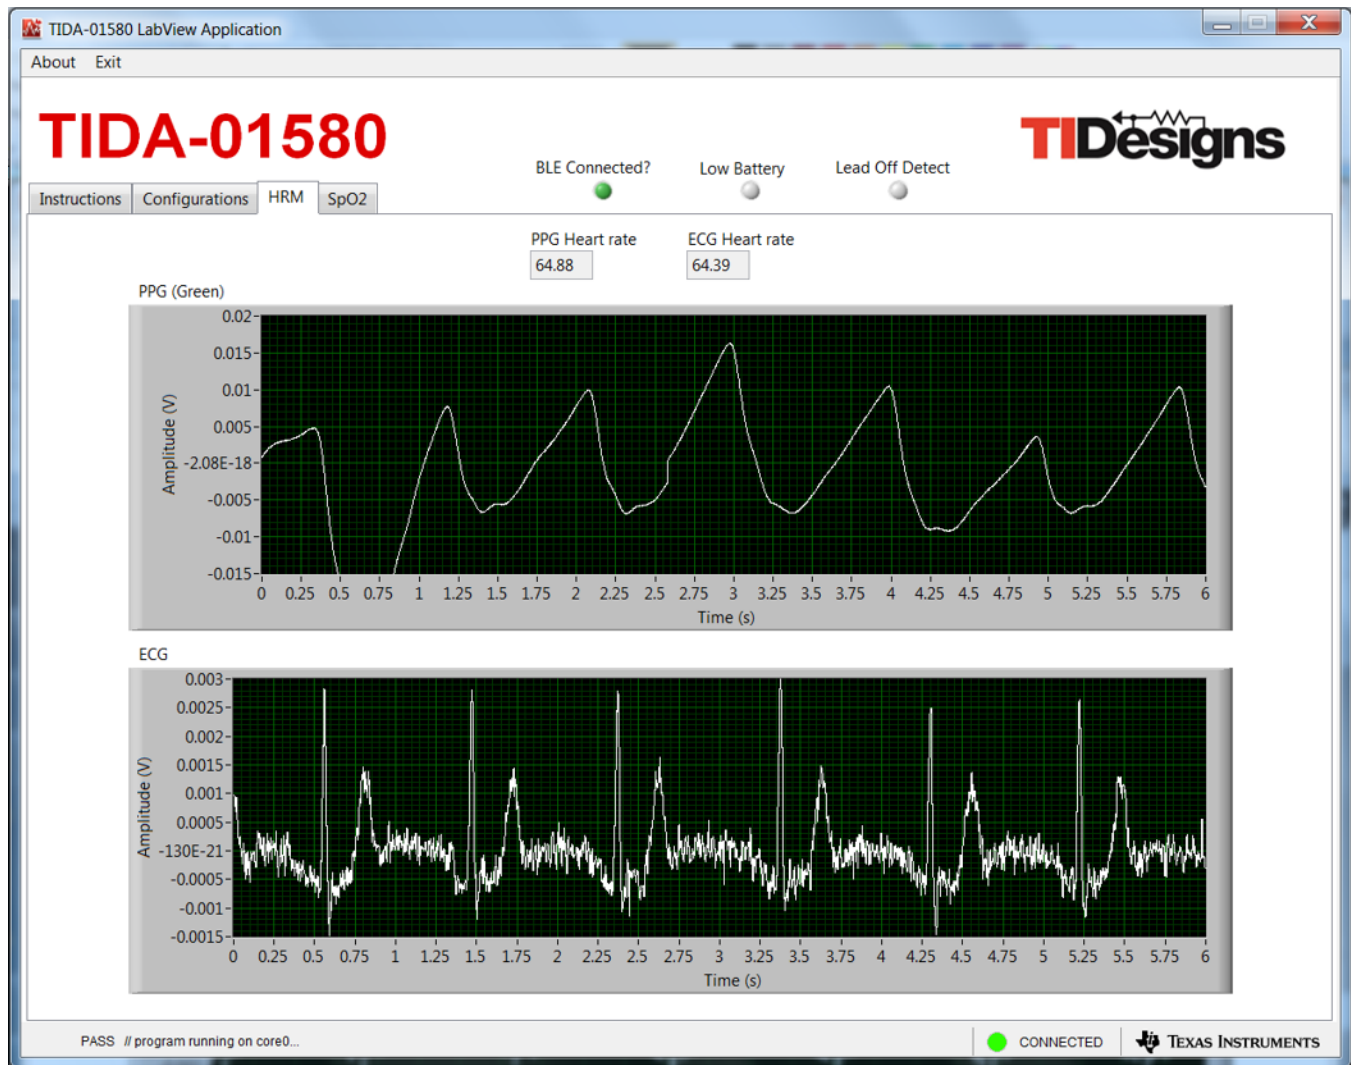 TIDA-01580 LabView Application
About Exit
TIDA-01580
TIDesigns
BLE Connected? Low Battery Lead Off Detect
Instructions Configurations HRM SpO2
PPG Heart rate ECG Heart rate
64.88 64.39
PPG (Green)
0.02
0.015
0.01
0.005
-2.08E-18
-0.005
-0.01
-0.015
Amplitude (V)
0 0.25 0.5 0.75 1 1.25 1.5 1.75 2 2.25 2.5 2.75 3 3.25 3.5 3.75 4 4.25 4.5 4.75 5 5.25 5.5 5.75 6
Time (s)
ECG
0.003
0.0025
0.002
0.0015
0.001
0.0005
-130E-21
-0.0005
-0.001
-0.0015
Amplitude (V)
0 0.25 0.5 0.75 1 1.25 1.5 1.75 2 2.25 2.5 2.75 3 3.25 3.5 3.75 4 4.25 4.5 4.75 5 5.25 5.5 5.75 6
Time (s)
PASS // program running on core0... CONNECTED TEXAS INSTRUMENTS